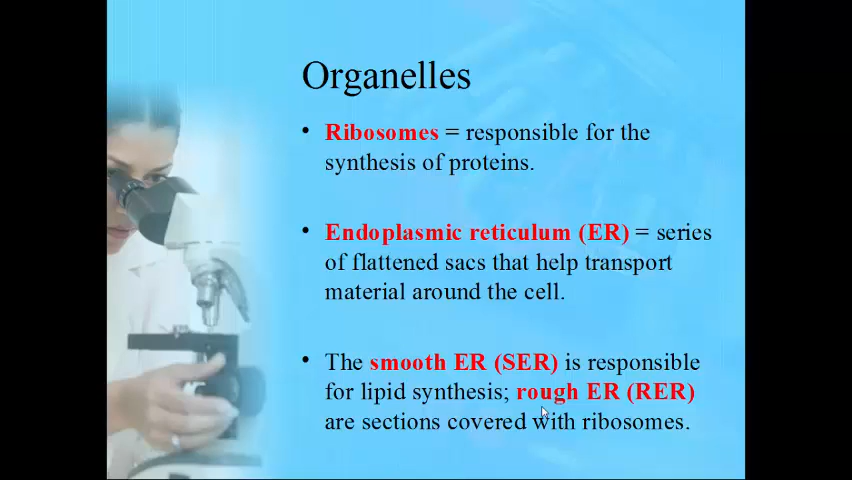 Organelles
• Ribosomes = responsible for the
synthesis of proteins.
• Endoplasmic reticulum (ER) = series
of flattened sacs that help transport
material around the cell.
• The smooth ER (SER) is responsible
for lipid synthesis; rough ER (RER)
are sections covered with ribosomes.